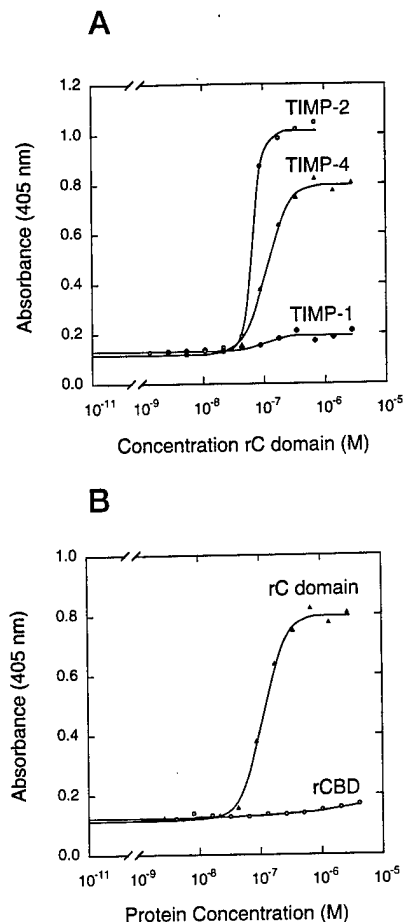 A
1.2
1.0
0.8
0.6
0.4
0.2
0.0
Absorbance (405 nm)
TIMP-2
TIMP-4
TIMP-1
10-11 10-9 10-8 10-7 10-6 10-5
Concentration rC domain (M)
B
1.0
0.8
0.6
0.4
0.2
0.0
Absorbance (405 nm)
rC domain
rCBD
10-11 10-9 10-8 10-7 10-6 10-5
Protein Concentration (M)